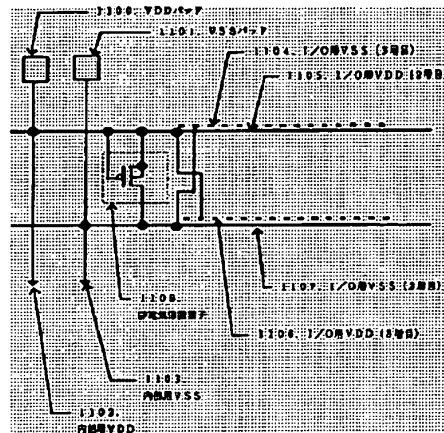 1100. VDDパッド
1101. VSSパッド
1104. I/O用VSS (3層目)
1105. I/O用VDD (2層目)
1107. I/O用VSS (2層目)
1106. I/O用VDD (3層目)
1108.
1103.
内部用VSS
1102.
内部用VDD